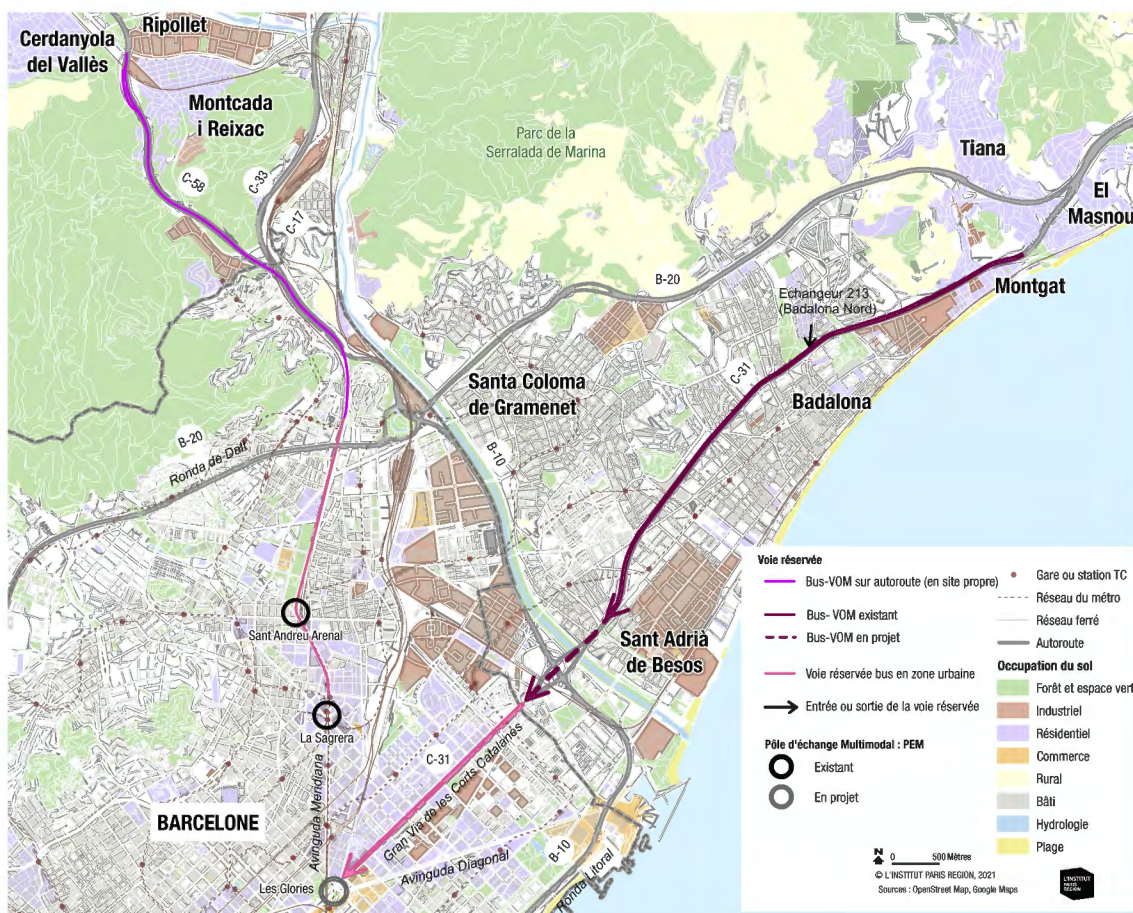 Ripollet
Cerdanyola
del Vallès
Montcada
i Reixac
Parc de la
Serralada de Marina
Tiana
El
Masnou
C-58
C-33
C-17
B-20
Montgat
Echangeur 213
(Badalona Nord)
C-31
Santa Coloma
de Gramenet
Badalona
B-20
Ronda de Dalt
B-10
Sant Andreu Arenal
Sant Adrià
de Besos
La Sagrera
C-31
Gran Via de les Corts Catalanes
BARCELONE
Avinguda Meridiana
Avinguda Diagonal
B-10
Ronda Litoral
Les Glories
Voie réservée
Bus-VOM sur autoroute (en site propre)
Bus- VOM existant
Bus-VOM en projet
Voie réservée bus en zone urbaine
Entrée ou sortie de la voie réservée
Pôle d'échange Multimodal : PEM
Existant
En projet
Gare ou station TC
Réseau du métro
Réseau ferré
Autoroute
Occupation du sol
Forêt et espace vert
Industriel
Résidentiel
Commerce
Rural
Bâti
Hydrologie
Plage
N
0 500 Mètres
© L'INSTITUT PARIS REGION, 2021
Sources : OpenStreet Map, Google Maps
L'INSTITUT
PARIS
REGION